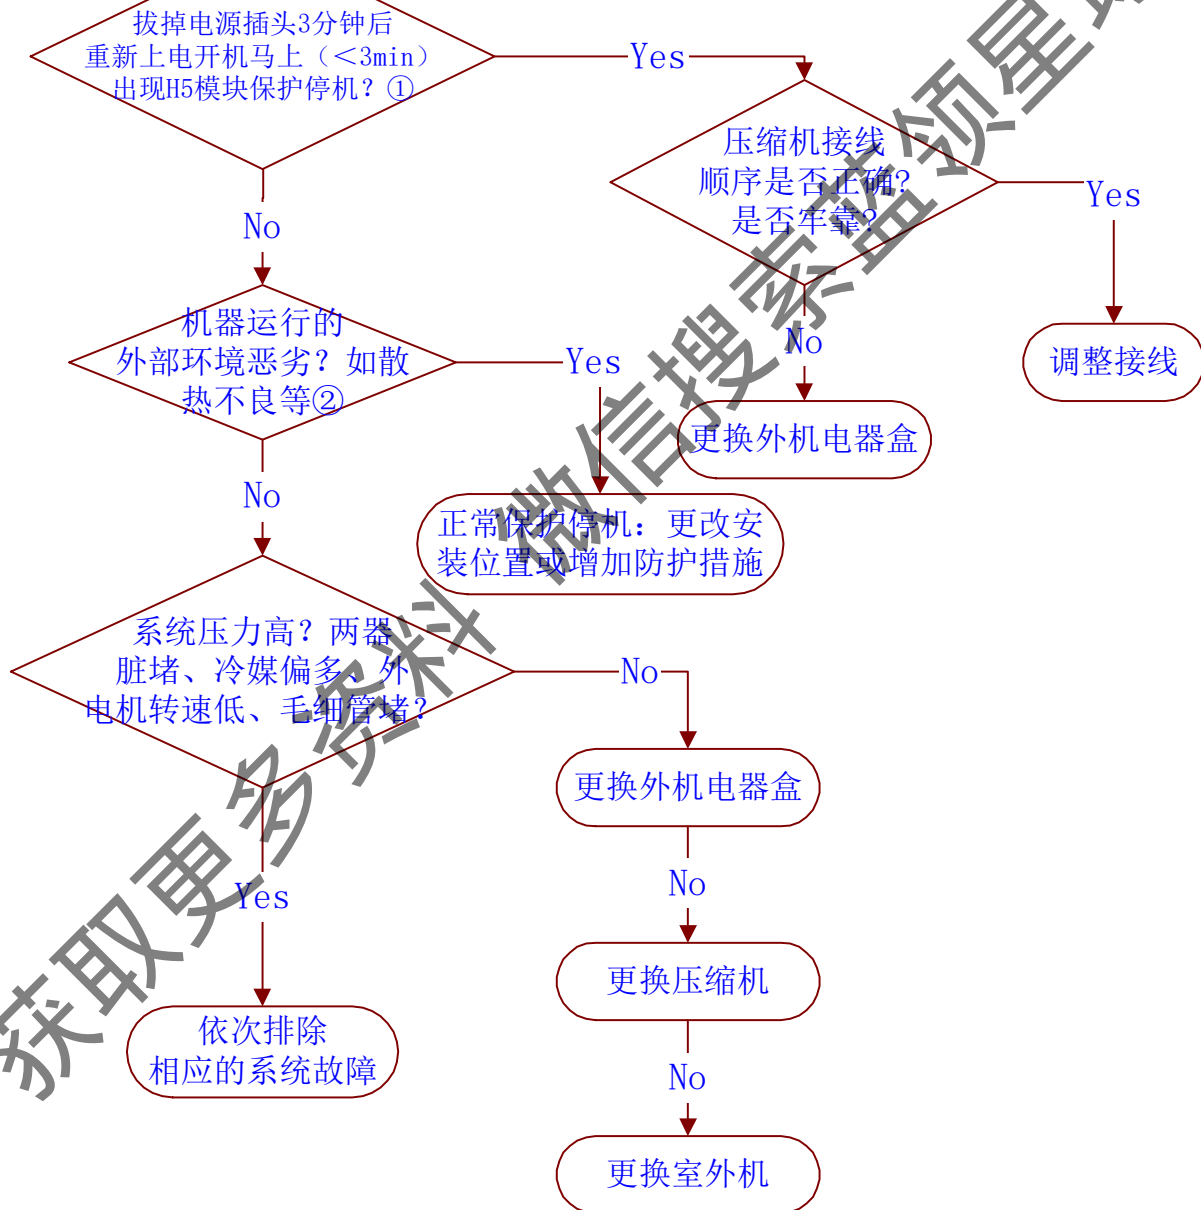 拔掉电源插头3分钟后
重新上电开机马上（＜3min）
出现H5模块保护停机？①
Yes
压缩机接线
顺序是否正确?
是否牢靠?
Yes
No
No
调整接线
机器运行的
外部环境恶劣？如散
热不良等②
Yes
更换外机电器盒
No
正常保护停机：更改安
装位置或增加防护措施
系统压力高？两器
脏堵、冷媒偏多、外
电机转速低、毛细管堵？
No
更换外机电器盒
No
Yes
更换压缩机
依次排除
相应的系统故障
No
更换室外机
获取更多资料 微信搜索蓝领星球